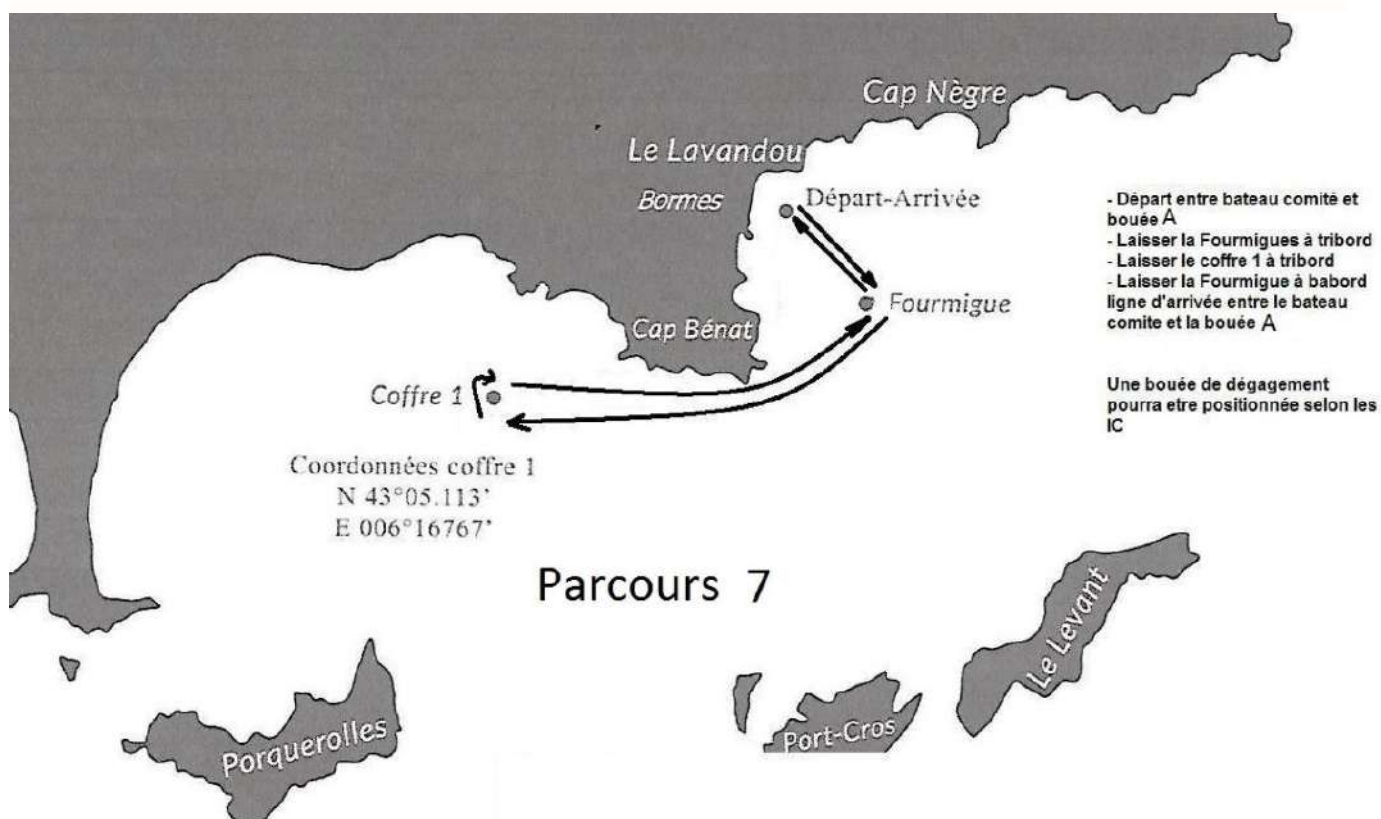 Cap Nègre
Le Lavandou
Bormes
Départ-Arrivée
- Départ entre bateau comité et
bouée A
- Laisser la Fourmigues à tribord
- Laisser le coffre 1 à tribord
- Laisser la Fourmigue à babord
ligne d'arrivée entre le bateau
comite et la bouée A
Fourmigue
Cap Bénat
Coffre 1
Une bouée de dégagement
pourra etre positionnée selon les
IC
Coordonnées coffre 1
N 43°05.113'
E 006°16767'
Parcours 7
Le Levant
Port-Cros
Porquerolles